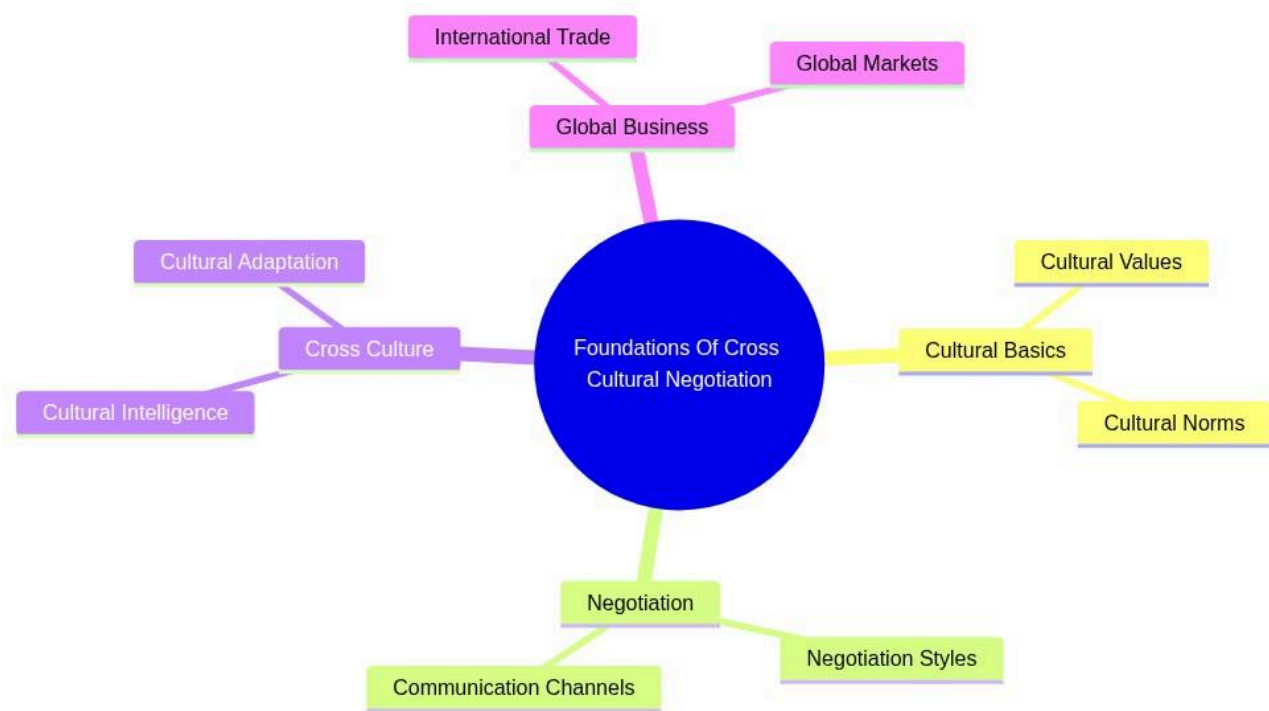 International Trade
Global Markets
Global Business
Cultural Adaptation
Cultural Values
Cross Culture
Foundations Of Cross
Cultural Negotiation
Cultural Basics
Cultural Intelligence
Cultural Norms
Negotiation
Negotiation Styles
Communication Channels